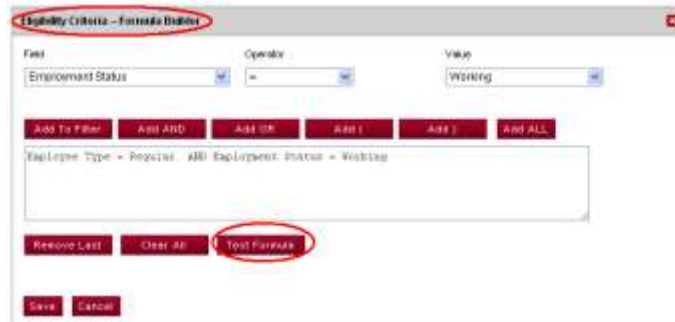 Eligibility Criteria – Formula Builder
Field Operator Value
Employment Status = Working
Add To Filter Add AND Add OR Add ( Add ) And ALL
Employee Type = Regular AND Employment Status = Working
Remove Last Clear All Test Formula
Save Cancel